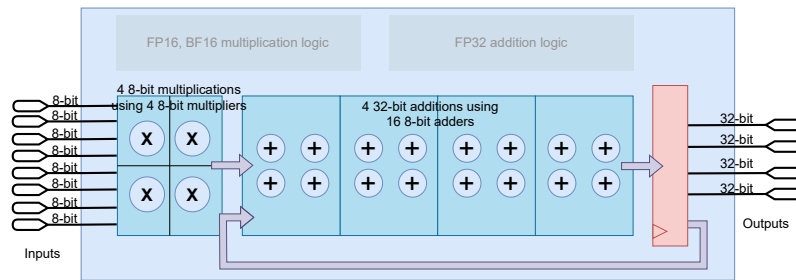 FP16, BF16 multiplication logic
FP32 addition logic
4 8-bit multiplications
using 4 8-bit multipliers
4 32-bit additions using
16 8-bit adders
8-bit
8-bit
8-bit
8-bit
8-bit
8-bit
8-bit
8-bit
X X
X X
+ + + + + + + +
+ + + + + + + +
32-bit
32-bit
32-bit
32-bit
Inputs
Outputs